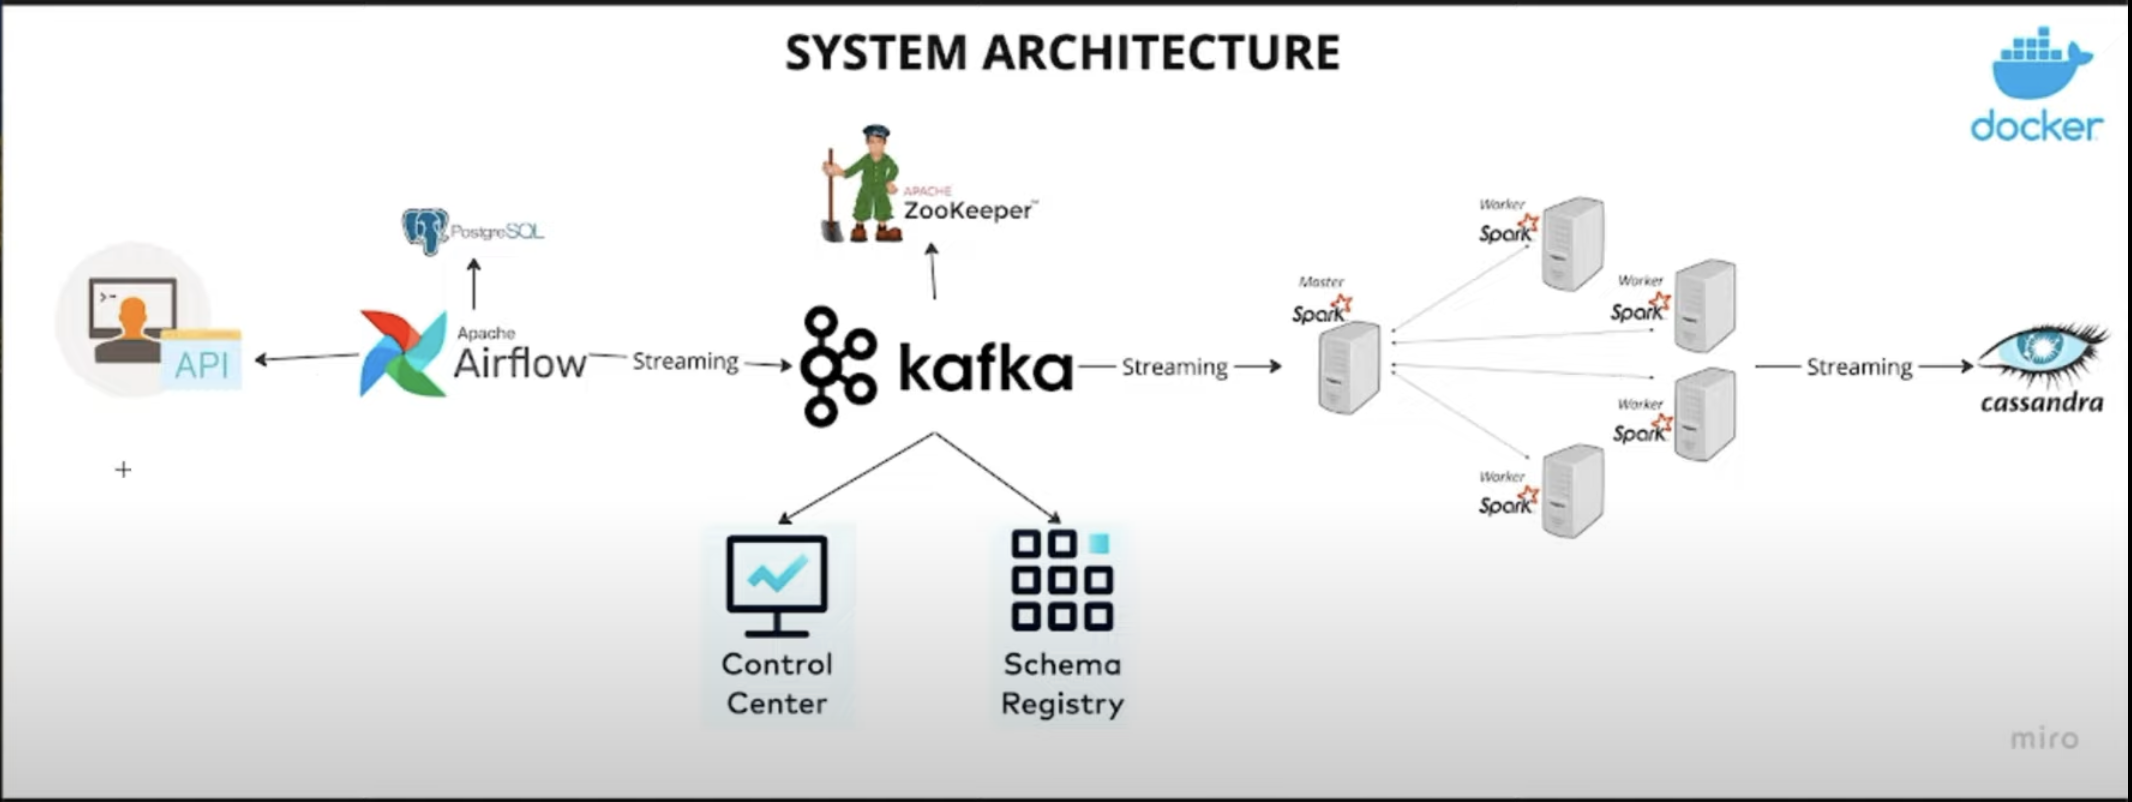 SYSTEM ARCHITECTURE
docker
APACHE
ZooKeeper™
PostgreSQL
>-
API
Apache
Airflow
Streaming
kafka
Streaming
Master
Spark
Worker
Spark
Worker
Spark
Worker
Spark
Worker
Spark
Streaming
cassandra
Control
Center
Schema
Registry
miro